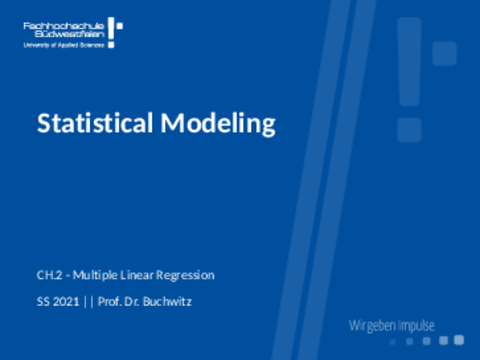 Fachhochschule
Südwestfalen
University of Applied Sciences
Statistical Modeling
CH.2 - Multiple Linear Regression
SS 2021 || Prof. Dr. Buchwitz
Wir geben Impulse